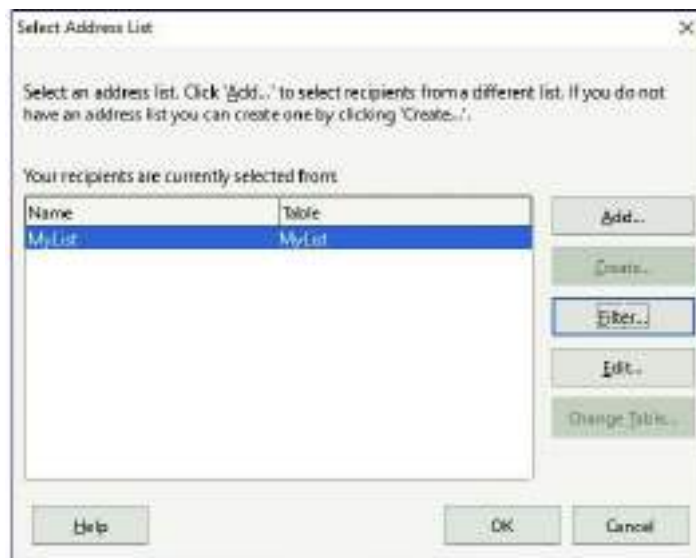 Select Address List
Select an address list. Click 'Add...' to select recipients from a different list. If you do not
have an address list you can create one by clicking 'Create...'.
Your recipients are currently selected from:
Name Table
MyList MyList
Add...
Create...
Filter...
Edit...
Change Table...
Help OK Cancel